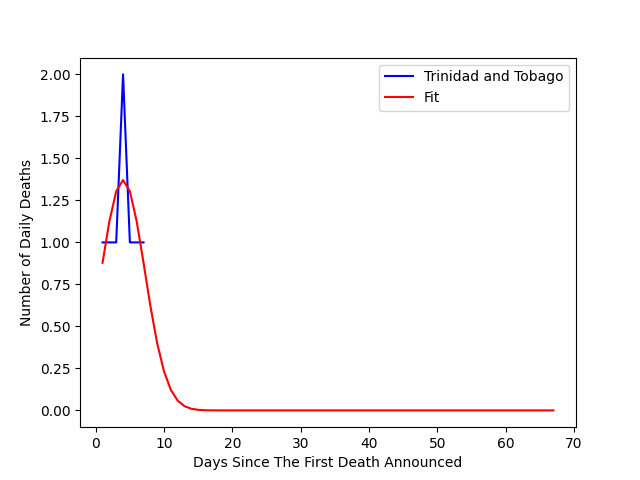 Trinidad and Tobago
Fit
Number of Daily Deaths
2.00
1.75
1.50
1.25
1.00
0.75
0.50
0.25
0.00
0 10 20 30 40 50 60 70
Days Since The First Death Announced